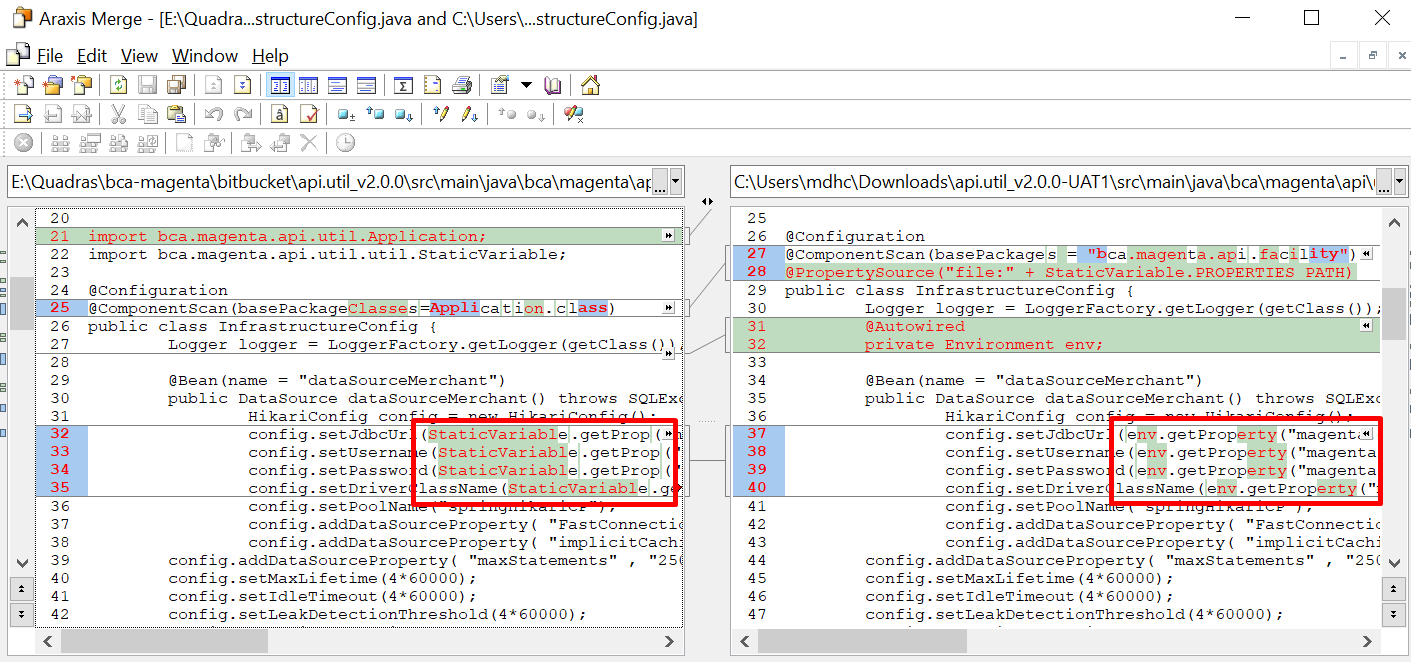 Araxis Merge - [E:\Quadra...structureConfig.java and C:\Users\...structureConfig.java]
File Edit View Window Help
E:\Quadras\bca-magenta\bitbucket\api.util_v2.0.0\src\main\java\bca\magenta\ap
...
20
21 import bca.magenta.api.util.Application;
22 import bca.magenta.api.util.util.StaticVariable;
23
24 @Configuration
25 @ComponentScan(basePackageClasses=Application.class)
26 public class InfrastructureConfig {
27 Logger logger = LoggerFactory.getLogger(getClass());
28
29 @Bean(name = "dataSourceMerchant")
30 public DataSource dataSourceMerchant() throws SQLExc
31 HikariConfig config = new HikariConfig();
32 config.setJdbcUrl(StaticVariable.getProp(
33 config.setUsername(StaticVariable.getProp("
34 config.setPassword(StaticVariable.getProp("
35 config.setDriverClassName(StaticVariable.ge
36 config.setPoolName("springHikariCP");
37 config.addDataSourceProperty( "FastConnectio
38 config.addDataSourceProperty( "implicitCachi
39 config.addDataSourceProperty( "maxStatements" , "250
40 config.setMaxLifetime(4*60000);
41 config.setIdleTimeout(4*60000);
42 config.setLeakDetectionThreshold(4*60000);
C:\Users\mdhc\Downloads\api.util_v2.0.0-UAT1\src\main\java\bca\magenta\api\
...
25
26 @Configuration
27 @ComponentScan(basePackages = "bca.magenta.api.facility")
28 @PropertySource("file:" + StaticVariable.PROPERTIES PATH)
29 public class InfrastructureConfig {
30 Logger logger = LoggerFactory.getLogger(getClass());
31 @Autowired
32 private Environment env;
33
34 @Bean(name = "dataSourceMerchant")
35 public DataSource dataSourceMerchant() throws SQLExc
36 HikariConfig config = new HikariConfig();
37 config.setJdbcUrl(env.getProperty("magenta
38 config.setUsername(env.getProperty("magenta
39 config.setPassword(env.getProperty("magenta
40 config.setDriverClassName(env.getProperty("
41 config.setPoolName("springHikariCP");
42 config.addDataSourceProperty( "FastConnectio
43 config.addDataSourceProperty( "implicitCachi
44 config.addDataSourceProperty( "maxStatements" , "250
45 config.setMaxLifetime(4*60000);
46 config.setIdleTimeout(4*60000);
47 config.setLeakDetectionThreshold(4*60000);